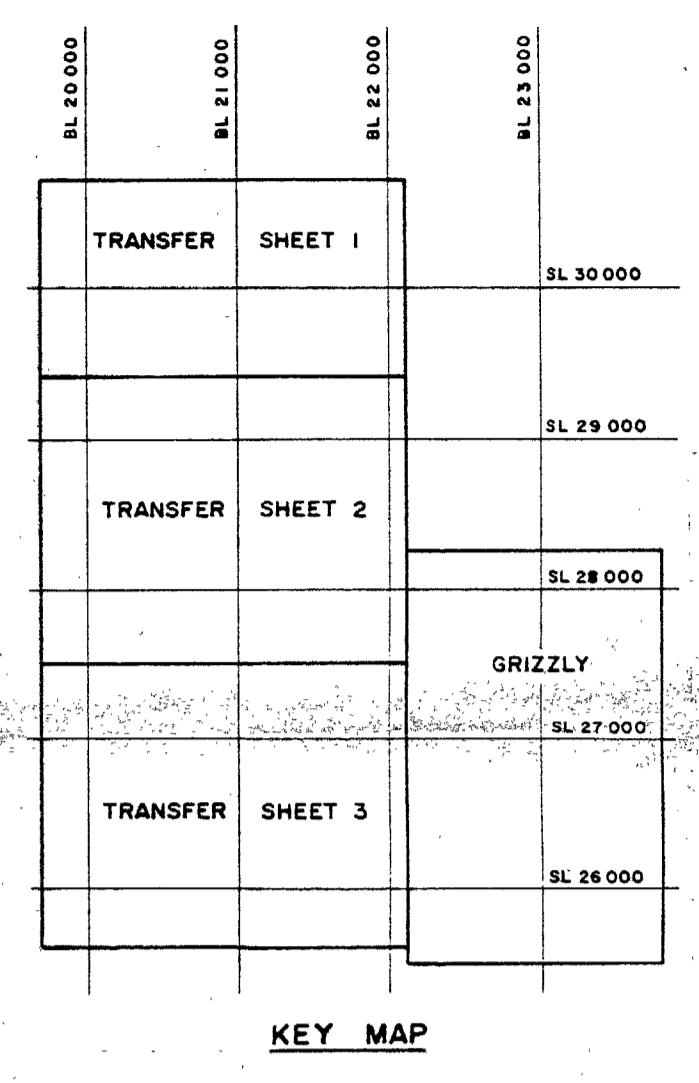 BL 20 000
BL 21 000
BL 22 000
BL 23 000
TRANSFER SHEET 1
SL 30 000
SL 29 000
TRANSFER SHEET 2
SL 28 000
GRIZZLY
SL 27 000
TRANSFER SHEET 3
SL 26 000
KEY MAP